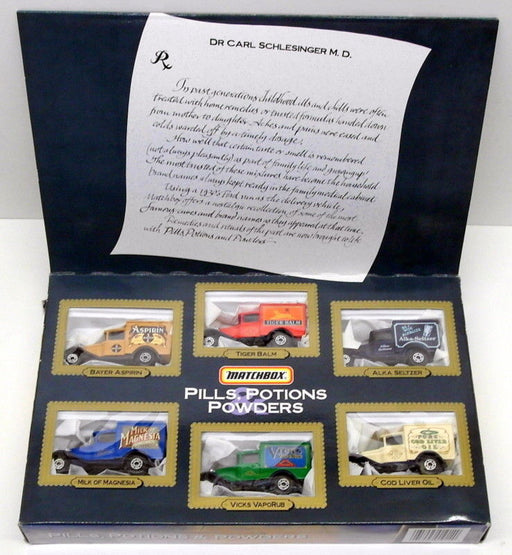 DR CARL SCHLESINGER M. D.
Rx
In past generations childhood ills and chills were often
treated with home remedies or trusted formulas handed down
from mother to daughter. Aches and pains were eased and
colds warded off by a timely dosage.
How well that certain taste or smell is remembered
(not always pleasantly) as part of family life and growing up!
The most trusted of these mixtures have become the household
brand names always kept ready in the family medical cabinet
Using a 1930s Ford van as the delivery vehicle,
Matchbox offers a nostalgic recollection of some of the most
famous names and brand names as they appeared at that time.
Remedies and rituals of the past are now brought to life
with Pills, Potions and Powders
ASPIRIN
BAYER ASPIRIN
TIGER BALM
TIGER BALM
Alka-Seltzer
ALKA SELTZER
MATCHBOX
PILLS, POTIONS
&
POWDERS
MILK OF
MAGNESIA
MILK OF MAGNESIA
VICKS VAPORUB
PURE
COD LIVER
OIL
COD LIVER OIL
PILLS, POTIONS & POWDERS